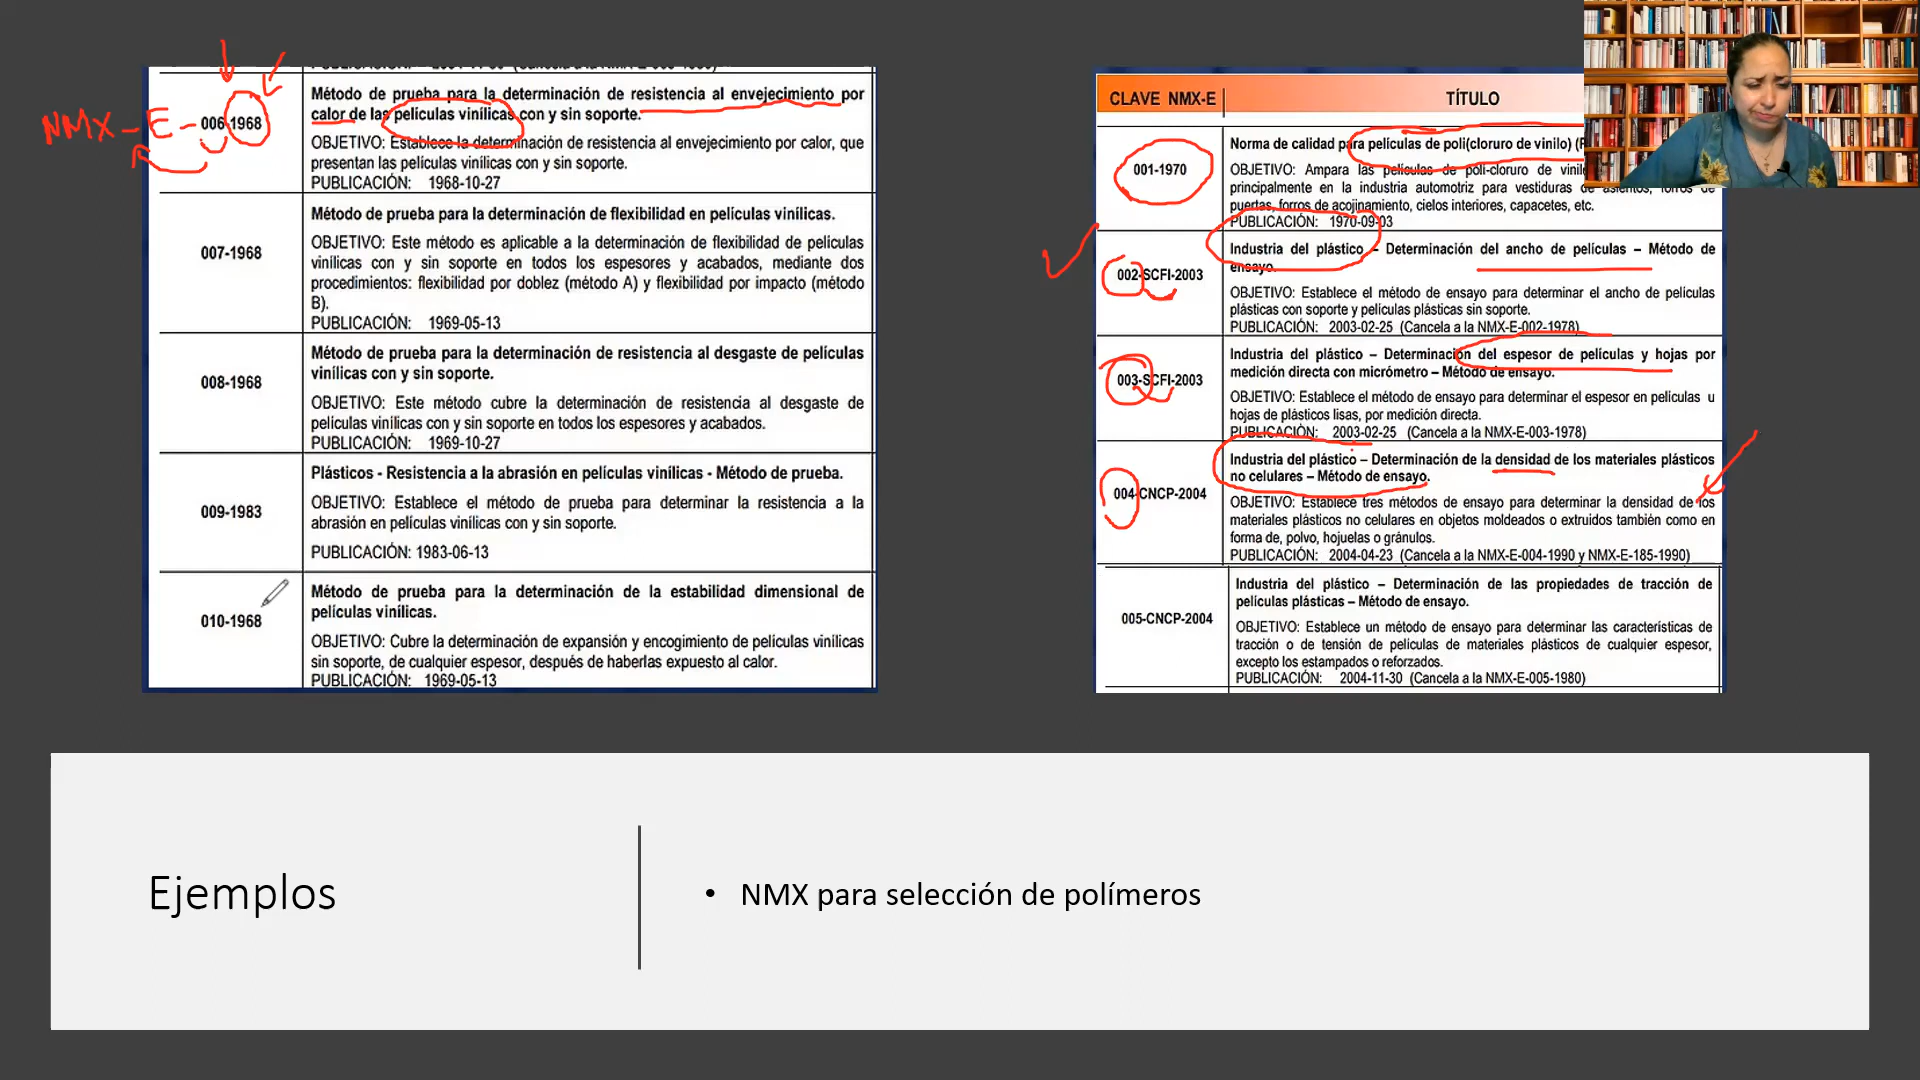 NMX-E-
006-1968
Método de prueba para la determinación de resistencia al envejecimiento por
calor de las películas vinílicas con y sin soporte.
OBJETIVO: Establece la determinación de resistencia al envejecimiento por calor, que
presentan las películas vinílicas con y sin soporte.
PUBLICACIÓN: 1968-10-27
007-1968
Método de prueba para la determinación de flexibilidad en películas vinílicas.
OBJETIVO: Este método es aplicable a la determinación de flexibilidad de películas
vinílicas con y sin soporte en todos los espesores y acabados, mediante dos
procedimientos: flexibilidad por doblez (método A) y flexibilidad por impacto (método
B).
PUBLICACIÓN: 1969-05-13
008-1968
Método de prueba para la determinación de resistencia al desgaste de películas
vinílicas con y sin soporte.
OBJETIVO: Este método cubre la determinación de resistencia al desgaste de
películas vinílicas con y sin soporte en todos los espesores y acabados.
PUBLICACIÓN: 1969-10-27
009-1983
Plásticos - Resistencia a la abrasión en películas vinílicas - Método de prueba.
OBJETIVO: Establece el método de prueba para determinar la resistencia a la
abrasión en películas vinílicas con y sin soporte.
PUBLICACIÓN: 1983-06-13
010-1968
Método de prueba para la determinación de la estabilidad dimensional de
películas vinílicas.
OBJETIVO: Cubre la determinación de expansión y encogimiento de películas vinílicas
sin soporte, de cualquier espesor, después de haberlas expuesto al calor.
PUBLICACIÓN: 1969-05-13
CLAVE NMX-E
TÍTULO
001-1970
Norma de calidad para películas de poli(cloruro de vinilo)
OBJETIVO: Ampara las películas de poli-cloruro de
principalmente en la industria automotriz para vestiduras de asientos, forros de
puertas, forros de acojinamiento, cielos interiores, capacetes, etc.
PUBLICACIÓN: 1970-09-03
002-SCFI-2003
Industria del plástico – Determinación del ancho de películas – Método de
ensayo.
OBJETIVO: Establece el método de ensayo para determinar el ancho de películas
plásticas con soporte y películas plásticas sin soporte.
PUBLICACIÓN: 2003-02-25 (Cancela a la NMX-E-002-1978)
003-SCFI-2003
Industria del plástico – Determinación del espesor de películas y hojas por
medición directa con micrómetro – Método de ensayo.
OBJETIVO: Establece el método de ensayo para determinar el espesor en películas u
hojas de plásticos lisas, por medición directa.
PUBLICACIÓN: 2003-02-25 (Cancela a la NMX-E-003-1978)
004-CNCP-2004
Industria del plástico – Determinación de la densidad de los materiales plásticos
no celulares – Método de ensayo.
OBJETIVO: Establece tres métodos de ensayo para determinar la densidad de los
materiales plásticos no celulares en objetos moldeados o extruidos también como en
forma de, polvo, hojuelas o gránulos.
PUBLICACIÓN: 2004-04-23 (Cancela a la NMX-E-004-1990 y NMX-E-185-1990)
005-CNCP-2004
Industria del plástico – Determinación de las propiedades de tracción de
películas plásticas – Método de ensayo.
OBJETIVO: Establece un método de ensayo para determinar las características de
tracción o de tensión de películas de materiales plásticos de cualquier espesor,
excepto los estampados o reforzados.
PUBLICACIÓN: 2004-11-30 (Cancela a la NMX-E-005-1980)
Ejemplos
• NMX para selección de polímeros